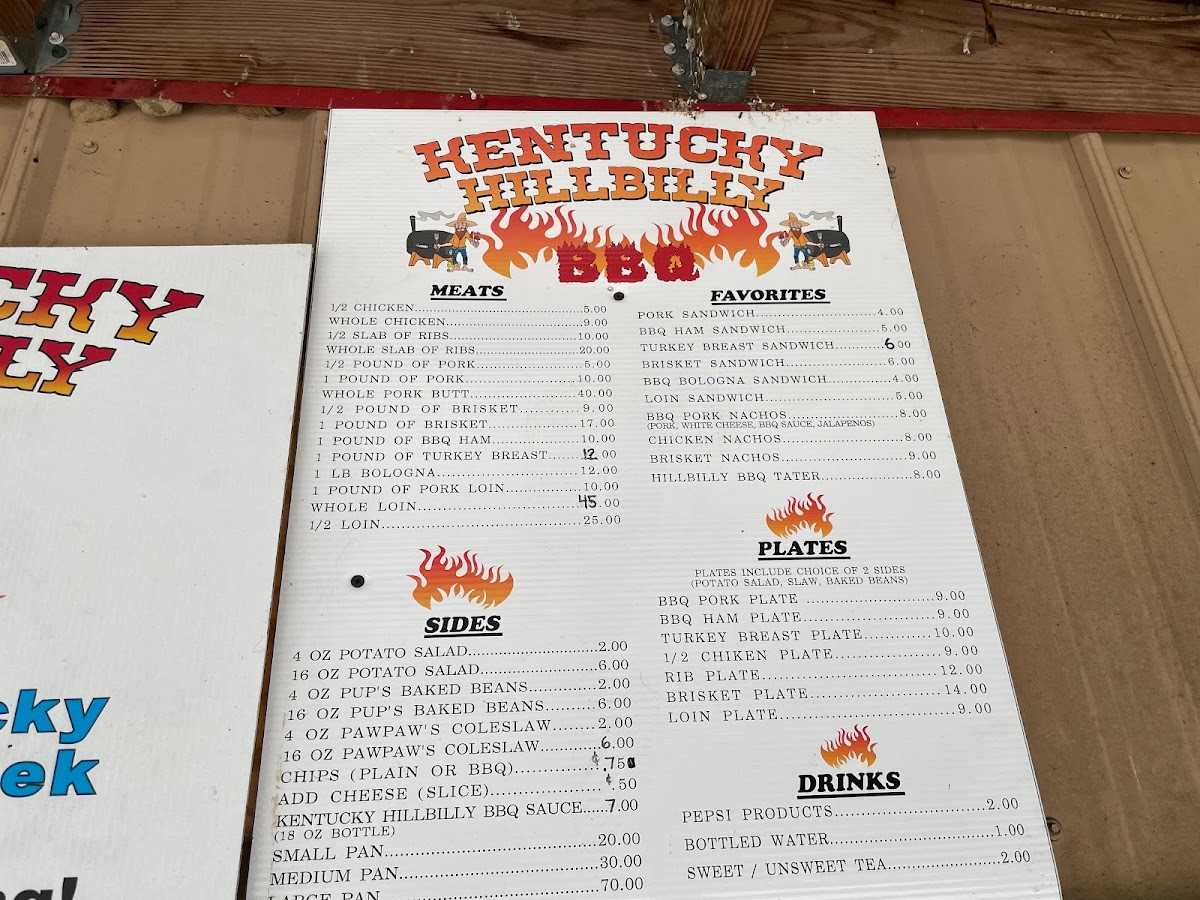 KENTUCKY
HILLBILLY
BBQ
MEATS
1/2 CHICKEN..........5.00
WHOLE CHICKEN..........9.00
1/2 SLAB OF RIBS..........10.00
WHOLE SLAB OF RIBS..........20.00
1/2 POUND OF PORK..........5.00
1 POUND OF PORK..........10.00
WHOLE PORK BUTT..........40.00
1/2 POUND OF BRISKET..........9.00
1 POUND OF BRISKET..........17.00
1 POUND OF BBQ HAM..........10.00
1 POUND OF TURKEY BREAST..........12.00
1 LB BOLOGNA..........12.00
1 POUND OF PORK LOIN..........10.00
WHOLE LOIN..........45.00
1/2 LOIN..........25.00
SIDES
4 OZ POTATO SALAD..........2.00
16 OZ POTATO SALAD..........6.00
4 OZ PUP'S BAKED BEANS..........2.00
16 OZ PUP'S BAKED BEANS..........6.00
4 OZ PAWPAW'S COLESLAW..........2.00
16 OZ PAWPAW'S COLESLAW..........6.00
CHIPS (PLAIN OR BBQ)..........¢.75
ADD CHEESE (SLICE)..........¢.50
KENTUCKY HILLBILLY BBQ SAUCE.....7.00
(18 OZ BOTTLE)
SMALL PAN..........20.00
MEDIUM PAN..........30.00
LARGE PAN..........70.00
FAVORITES
PORK SANDWICH..........4.00
BBQ HAM SANDWICH..........5.00
TURKEY BREAST SANDWICH..........6.00
BRISKET SANDWICH..........6.00
BBQ BOLOGNA SANDWICH..........4.00
LOIN SANDWICH..........5.00
BBQ PORK NACHOS..........8.00
(PORK, WHITE CHEESE, BBQ SAUCE, JALAPENOS)
CHICKEN NACHOS..........8.00
BRISKET NACHOS..........9.00
HILLBILLY BBQ TATER..........8.00
PLATES
PLATES INCLUDE CHOICE OF 2 SIDES
(POTATO SALAD, SLAW, BAKED BEANS)
BBQ PORK PLATE ..........9.00
BBQ HAM PLATE..........9.00
TURKEY BREAST PLATE..........10.00
1/2 CHIKEN PLATE..........9.00
RIB PLATE..........12.00
BRISKET PLATE..........14.00
LOIN PLATE..........9.00
DRINKS
PEPSI PRODUCTS..........2.00
BOTTLED WATER..........1.00
SWEET / UNSWEET TEA..........2.00
CKY
LY
cky
ek